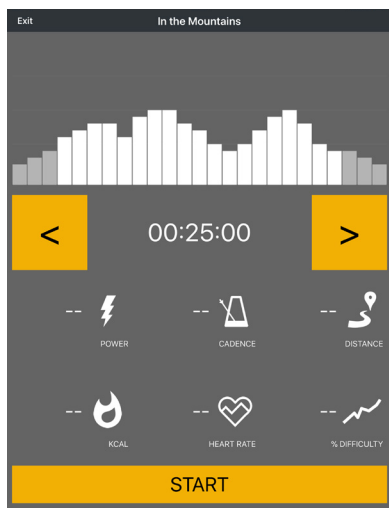 Exit In the Mountains
< 00:25:00 >
-- -- --
POWER CADENCE DISTANCE
-- -- --
KCAL HEART RATE % DIFFICULTY
START